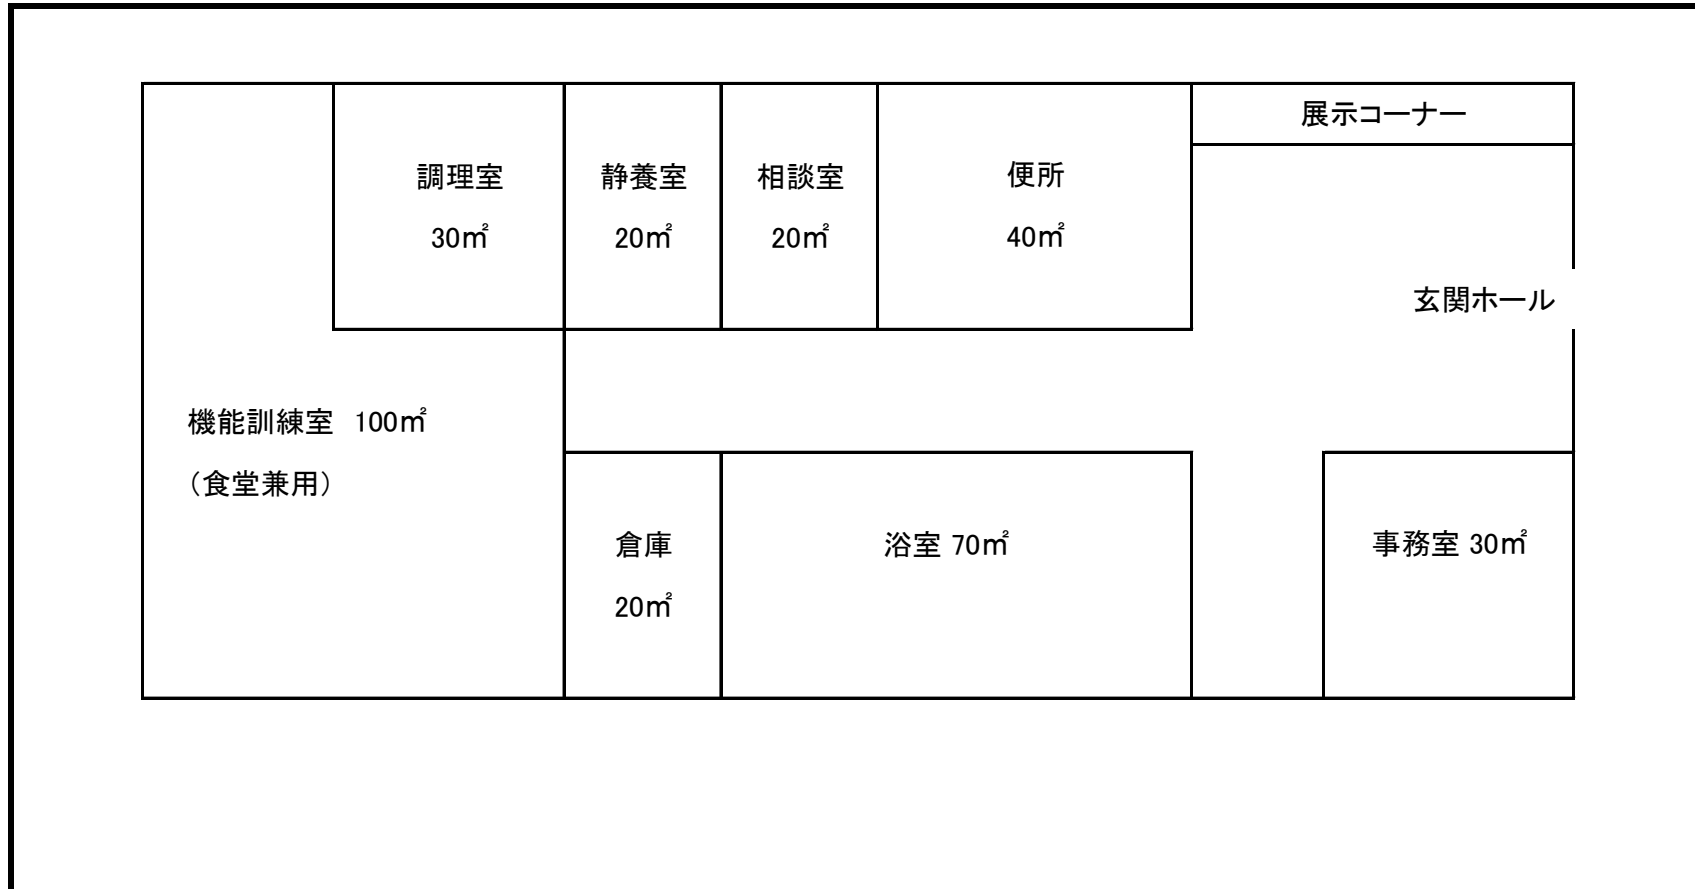 展示コーナー
調理室
30㎡
静養室
20㎡
相談室
20㎡
便所
40㎡
玄関ホール
機能訓練室　100㎡
（食堂兼用）
倉庫
20㎡
浴室 70㎡
事務室 30㎡